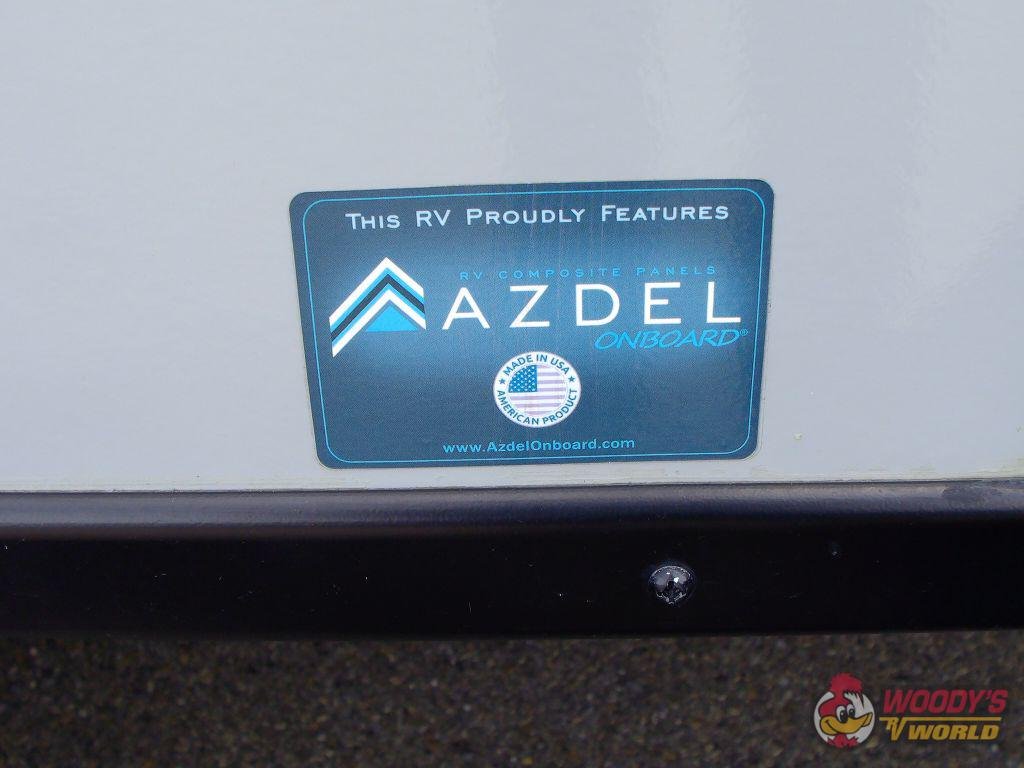 This RV Proudly Features
RV COMPOSITE PANELS
AZDEL
ONBOARD®
MADE IN USA
AMERICAN PRODUCT
www.AzdelOnboard.com
WOODY'S
RV WORLD